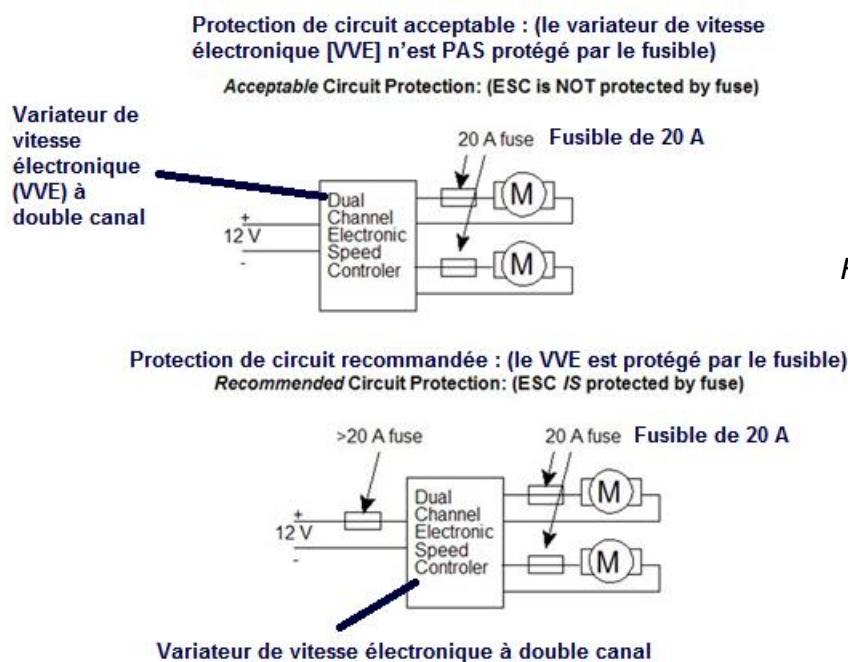 Protection de circuit acceptable : (le variateur de vitesse
électronique [VVE] n'est PAS protégé par le fusible)
Acceptable Circuit Protection: (ESC is NOT protected by fuse)
Variateur de
vitesse
électronique
(VVE) à
double canal
20 A fuse Fusible de 20 A
Dual
Channel
Electronic
Speed
Controler
+
12 V
-
M
M
Protection de circuit recommandée : (le VVE est protégé par le fusible)
Recommended Circuit Protection: (ESC IS protected by fuse)
>20 A fuse
20 A fuse Fusible de 20 A
Dual
Channel
Electronic
Speed
Controler
+
12 V
-
M
M
Variateur de vitesse électronique à double canal